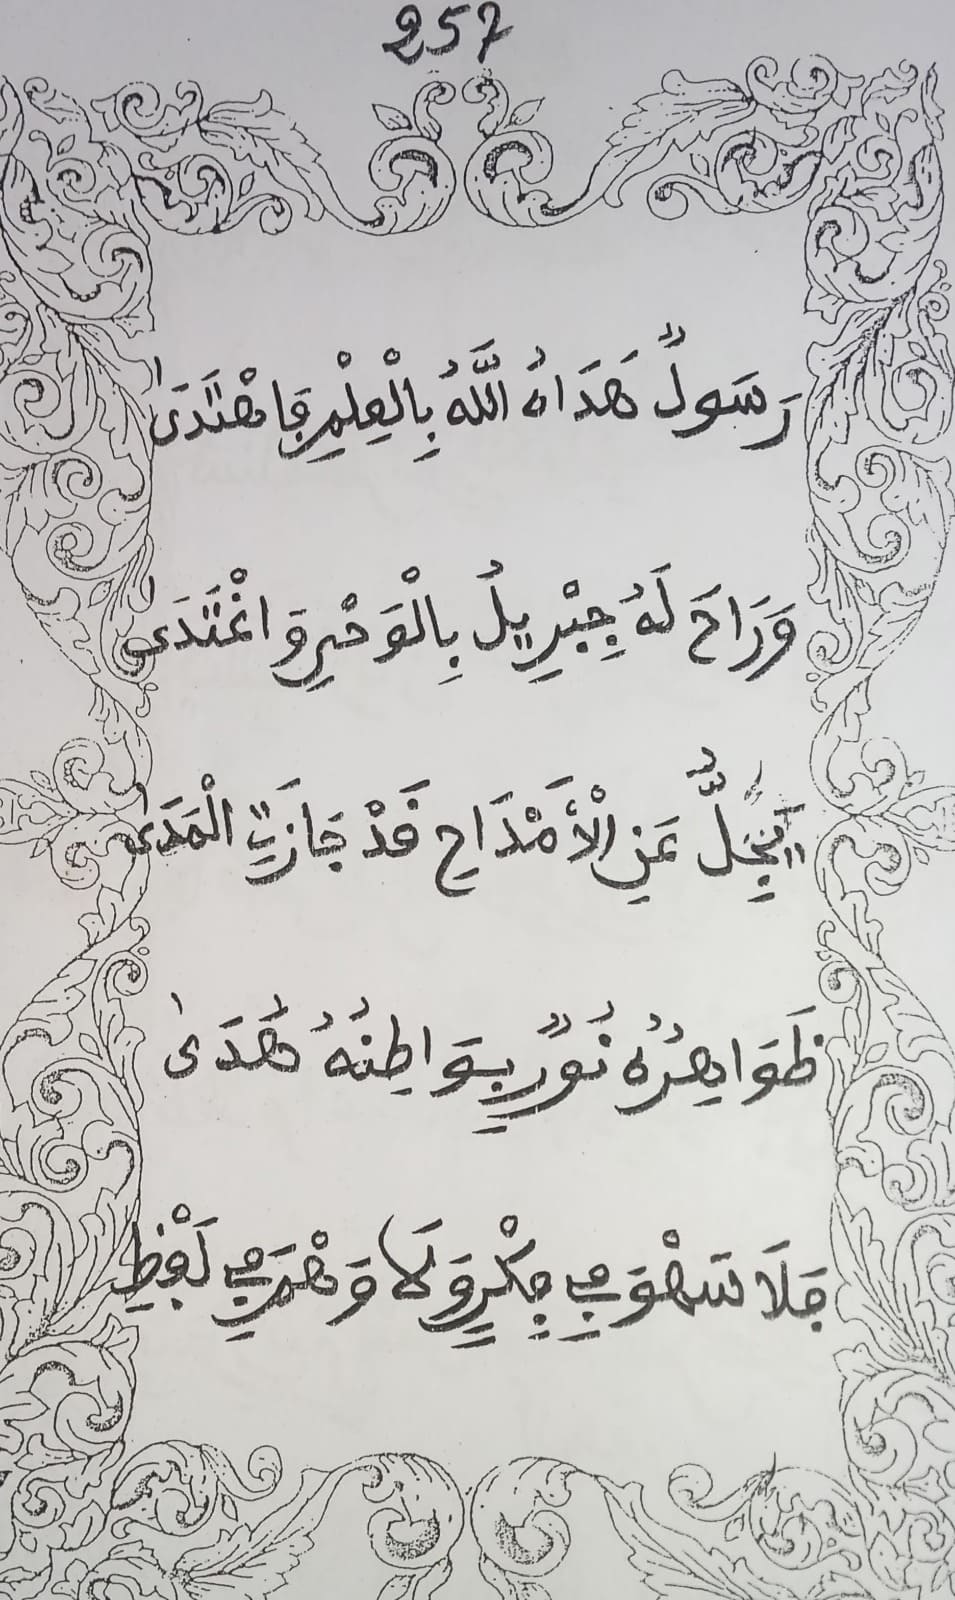 257
رَسُولٌ هَدَاهُ اللَّهُ بِالْعِلْمِ فَاهْتَدَى
وَرَاحَ لَهُ جِبْرِيلُ بِالْوَحْيِ وَاغْتَدَى
يَجِلُّ عَنِ الْأَمْدَاحِ قَدْ جَازَتِ الْمَدَى
ظَوَاهِرُهُ نُورٌ بَوَاطِنُهُ هُدَى
فَلَا سَهْوَ فِي فِكْرٍ وَلَا وَهْمَ فِي لَفْظِ